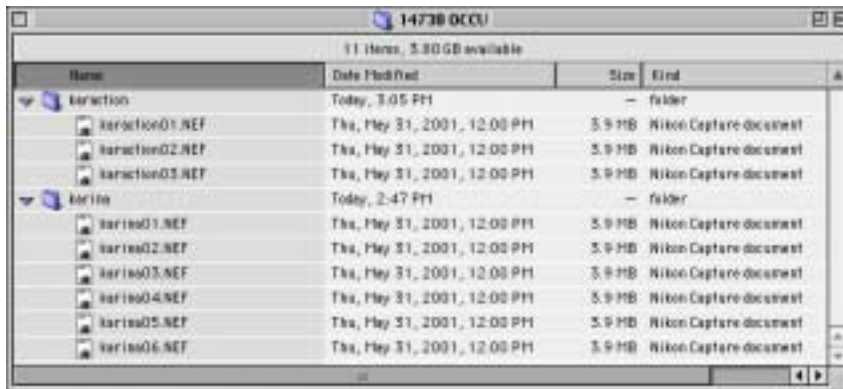 14738 OCCU
11 items, 3.80 GB available
Name Date Modified Size Kind
karaction Today, 3:05 PM – folder
karaction01.NEF Thu, May 31, 2001, 12:00 PM 3.9 MB Nikon Capture document
karaction02.NEF Thu, May 31, 2001, 12:00 PM 3.9 MB Nikon Capture document
karaction03.NEF Thu, May 31, 2001, 12:00 PM 3.9 MB Nikon Capture document
karina Today, 2:47 PM – folder
karina01.NEF Thu, May 31, 2001, 12:00 PM 3.9 MB Nikon Capture document
karina02.NEF Thu, May 31, 2001, 12:00 PM 3.9 MB Nikon Capture document
karina03.NEF Thu, May 31, 2001, 12:00 PM 3.9 MB Nikon Capture document
karina04.NEF Thu, May 31, 2001, 12:00 PM 3.9 MB Nikon Capture document
karina05.NEF Thu, May 31, 2001, 12:00 PM 3.9 MB Nikon Capture document
karina06.NEF Thu, May 31, 2001, 12:00 PM 3.9 MB Nikon Capture document